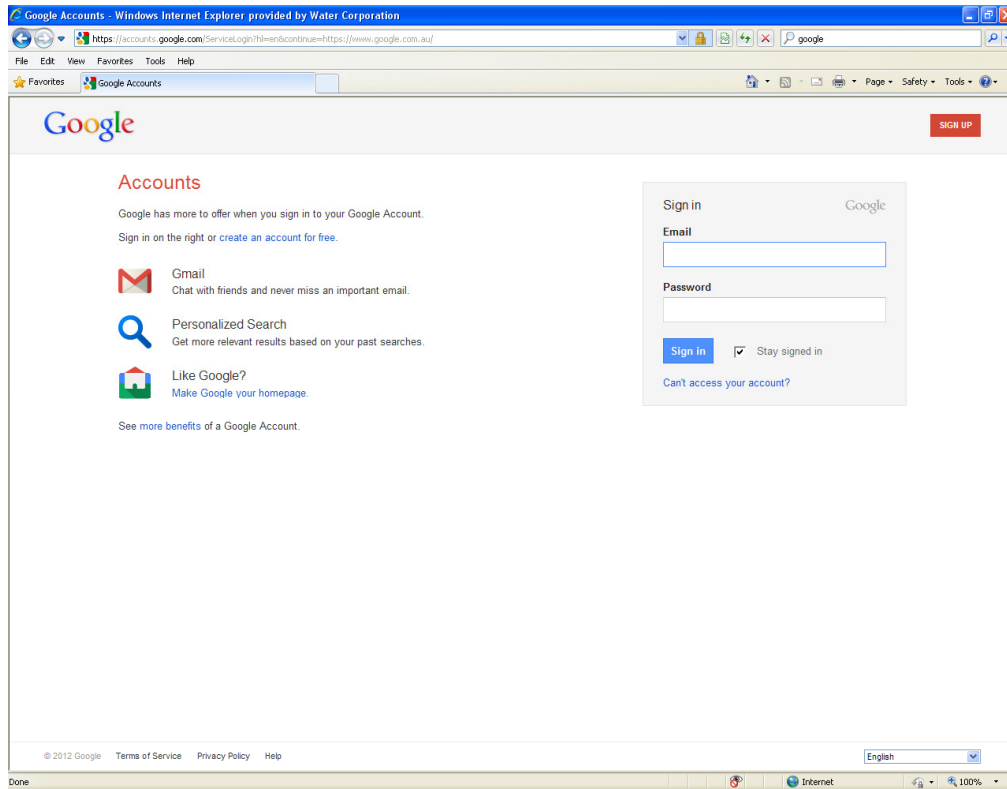 Google Accounts - Windows Internet Explorer provided by Water Corporation
https://accounts.google.com/ServiceLogin?hl=en&continue=https://www.google.com.au/
google
File Edit View Favorites Tools Help
Favorites
Google Accounts
Page Safety Tools
Google
SIGN UP
Accounts
Google has more to offer when you sign in to your Google Account.
Sign in on the right or create an account for free.
Gmail
Chat with friends and never miss an important email.
Personalized Search
Get more relevant results based on your past searches.
Like Google?
Make Google your homepage.
See more benefits of a Google Account.
Sign in
Google
Email
Password
Sign in
Stay signed in
Can't access your account?
© 2012 Google Terms of Service Privacy Policy Help
English
Done
Internet
100%